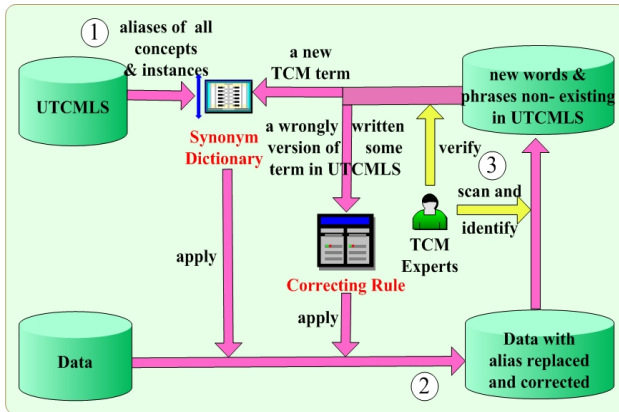 1
aliases of all
concepts
& instances
UTCMLS
a new
TCM term
new words &
phrases non- existing
in UTCMLS
Synonym
Dictionary
a wrongly written
version of some
term in UTCMLS
verify
3
scan and
identify
TCM
Experts
apply
Correcting Rule
apply
Data
2
Data with
alias replaced
and corrected